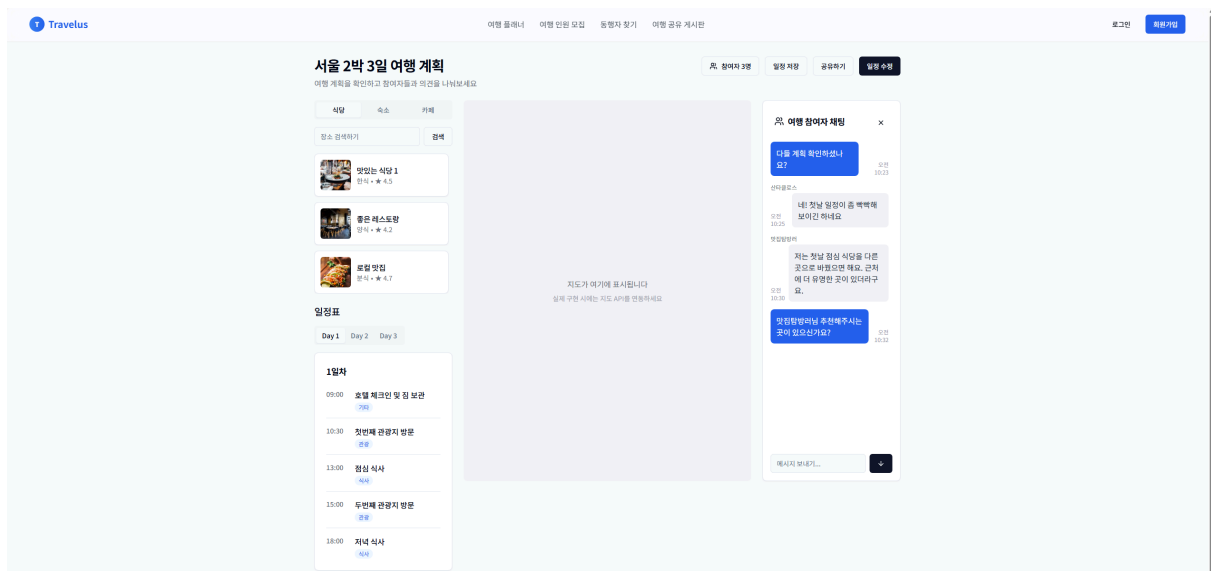 T Travelus
여행 플래너 여행 인원 모집 동행자 찾기 여행 공유 게시판
로그인 회원가입
서울 2박 3일 여행 계획
여행 계획을 확인하고 참여자들과 의견을 나눠보세요
참여자 3명 일정 저장 공유하기 일정 수정
식당 숙소 카페
장소 검색하기 검색
맛있는 식당 1
한식 • ★ 4.5
좋은 레스토랑
양식 • ★ 4.2
로컬 맛집
분식 • ★ 4.7
일정표
Day 1 Day 2 Day 3
1일차
09:00 호텔 체크인 및 짐 보관
기타
10:30 첫번째 관광지 방문
관광
13:00 점심 식사
식사
15:00 두번째 관광지 방문
관광
18:00 저녁 식사
식사
지도가 여기에 표시됩니다
실제 구현 시에는 지도 API를 연동하세요
여행 참여자 채팅 ×
다들 계획 확인하셨나
요?
오전
10:23
산타클로스
네! 첫날 일정이 좀 빡빡해
보이긴 하네요
오전
10:25
맛집탐방러
저는 첫날 점심 식당을 다른
곳으로 바꿨으면 해요. 근처
에 더 유명한 곳이 있더라구
요.
오전
10:30
맛집탐방러님 추천해주시는
곳이 있으신가요?
오전
10:33
메시지 보내기...